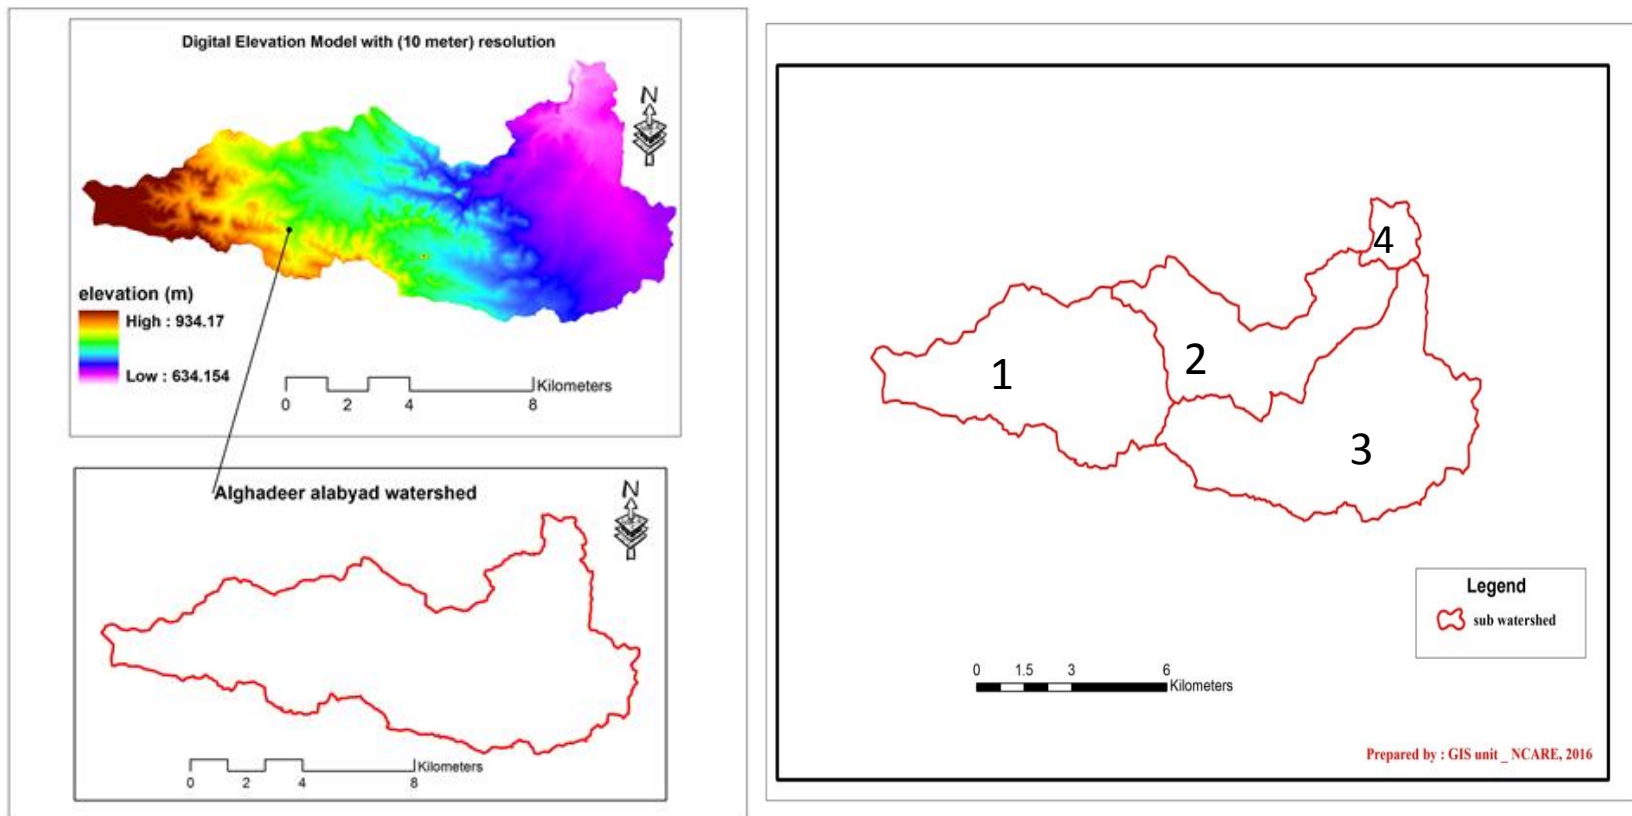 Digital Elevation Model with (10 meter) resolution
N
elevation (m)
High : 934.17
Low : 634.154
Kilometers
0 2 4 8
Alghadeer alabyad watershed
N
Kilometers
0 2 4 8
4
2
1
3
Legend
sub watershed
0 1.5 3 6
Kilometers
Prepared by : GIS unit _ NCARE, 2016